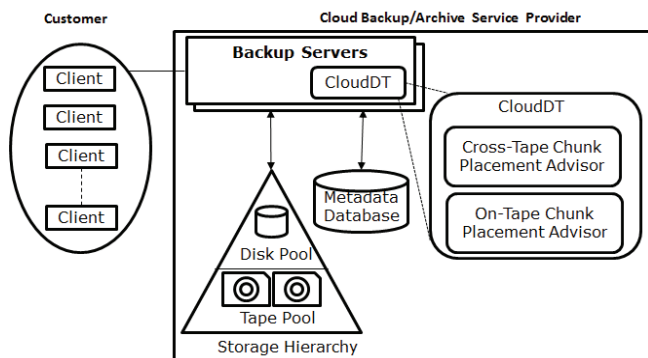 Customer
Cloud Backup/Archive Service Provider
Backup Servers
CloudDT
Client
Client
Client
Client
CloudDT
Cross-Tape Chunk
Placement Advisor
On-Tape Chunk
Placement Advisor
Metadata
Database
Disk Pool
Tape Pool
Storage Hierarchy